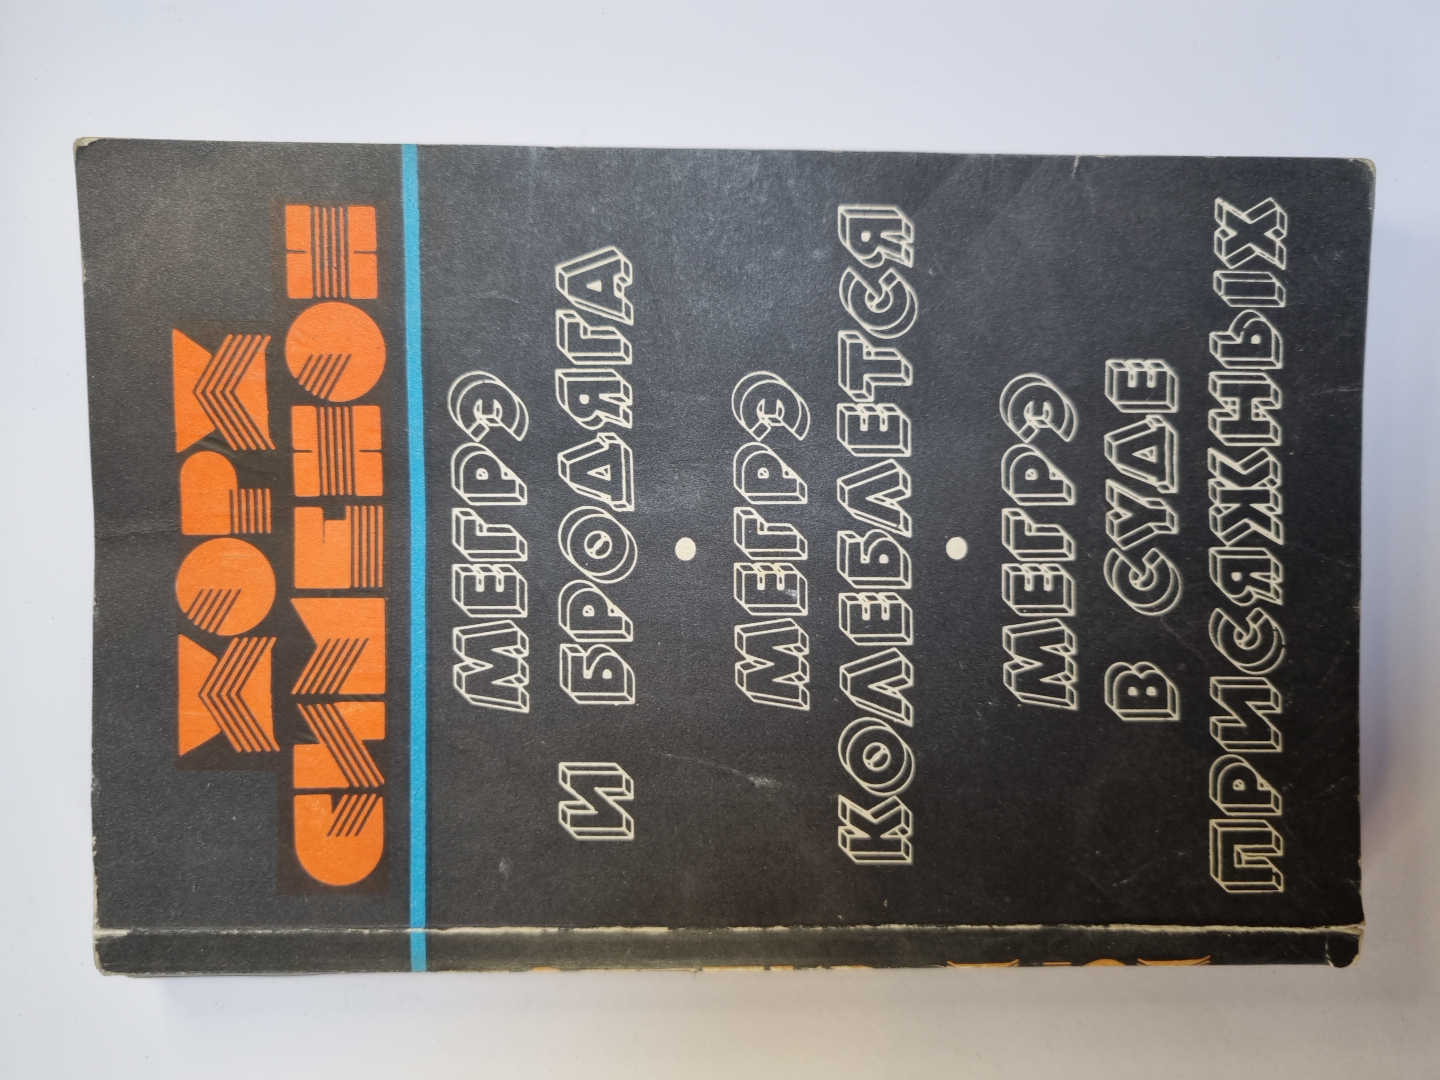 ЖОРЖ
СИМЕНОН
МЕГРЭ
И БРОДЯГА
МЕГРЭ
КОЛЕБЛЕТСЯ
МЕГРЭ
В СУДЕ
ПРИСЯЖНЫХ